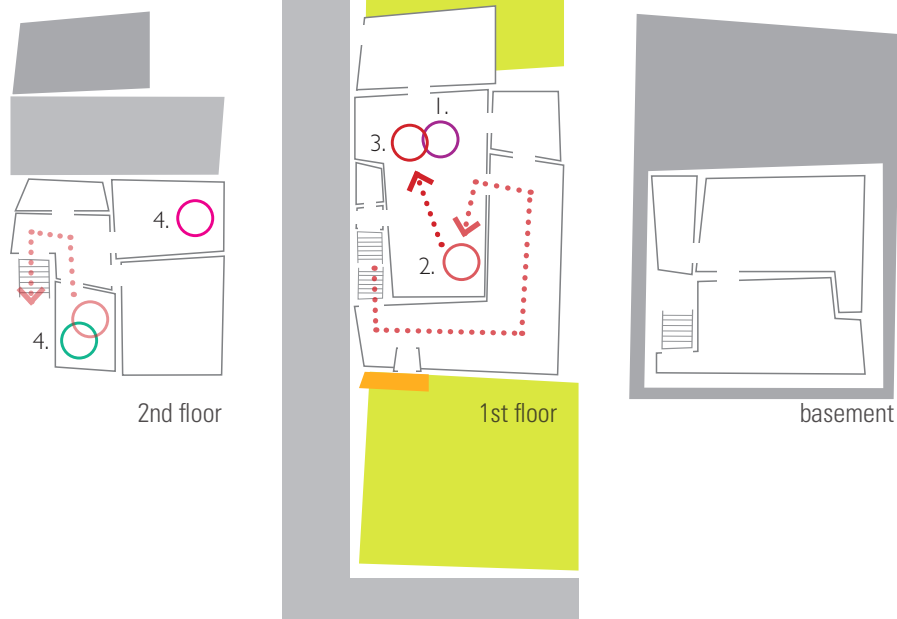 1.
3.
4.
2.
4.
2nd floor
1st floor
basement